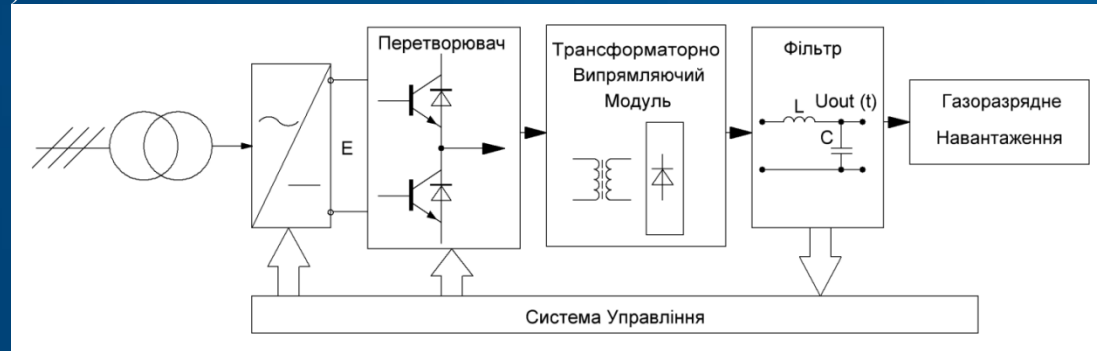 Перетворювач
Трансформаторно
Випрямляючий
Модуль
Фільтр
E
L
Uout (t)
C
Газоразрядне
Навантаження
Система Управління